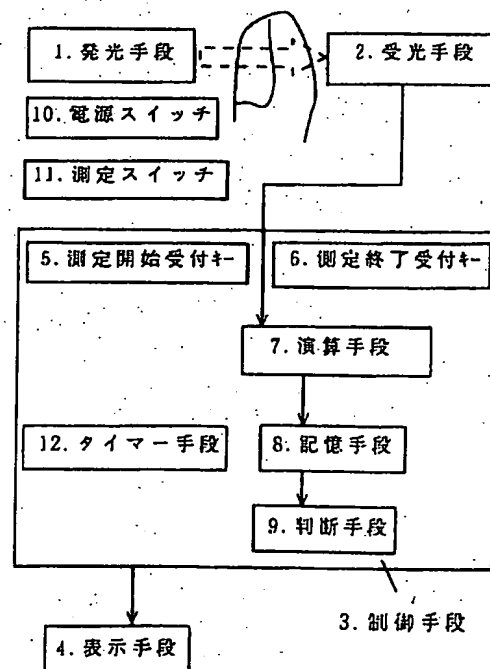 1. 発光手段
2. 受光手段
10. 電源スイッチ
11. 測定スイッチ
5. 測定開始受付キー
6. 測定終了受付キー
7. 演算手段
12. タイマー手段
8. 記憶手段
9. 判断手段
3. 制御手段
4. 表示手段